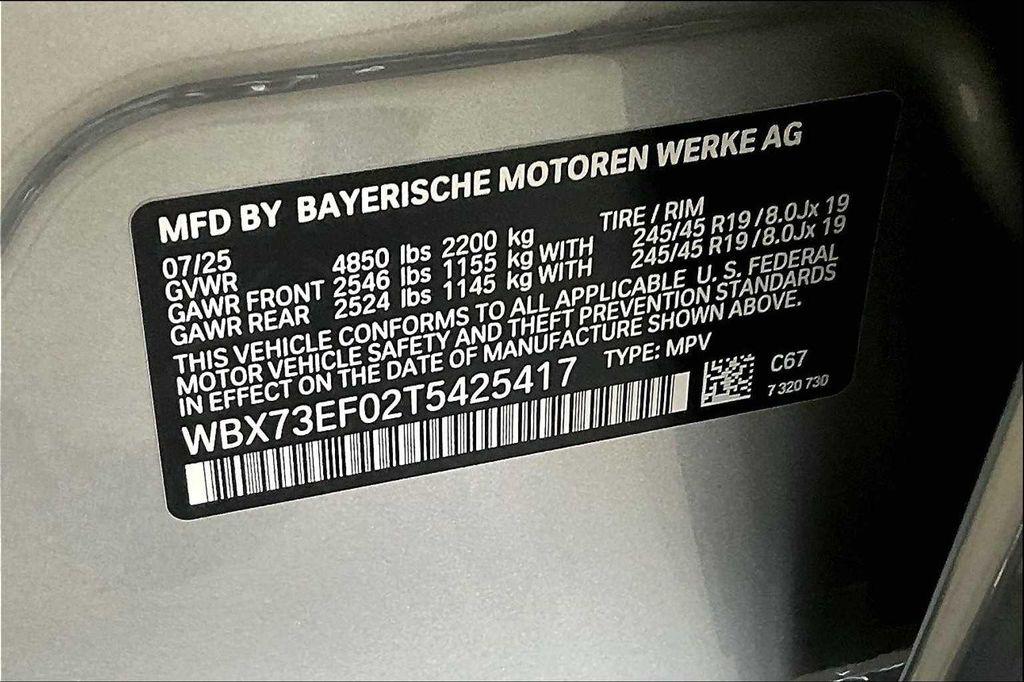 MFD BY BAYERISCHE MOTOREN WERKE AG
07/25 TIRE / RIM
GVWR 4850 lbs 2200 kg
GAWR FRONT 2546 lbs 1155 kg WITH 245/45 R19 /8.0Jx 19
GAWR REAR 2524 lbs 1145 kg WITH 245/45 R19 /8.0Jx 19
THIS VEHICLE CONFORMS TO ALL APPLICABLE U. S. FEDERAL
MOTOR VEHICLE SAFETY AND THEFT PREVENTION STANDARDS
IN EFFECT ON THE DATE OF MANUFACTURE SHOWN ABOVE.
WBX73EF02T5425417 TYPE: MPV
C67
7 320 730